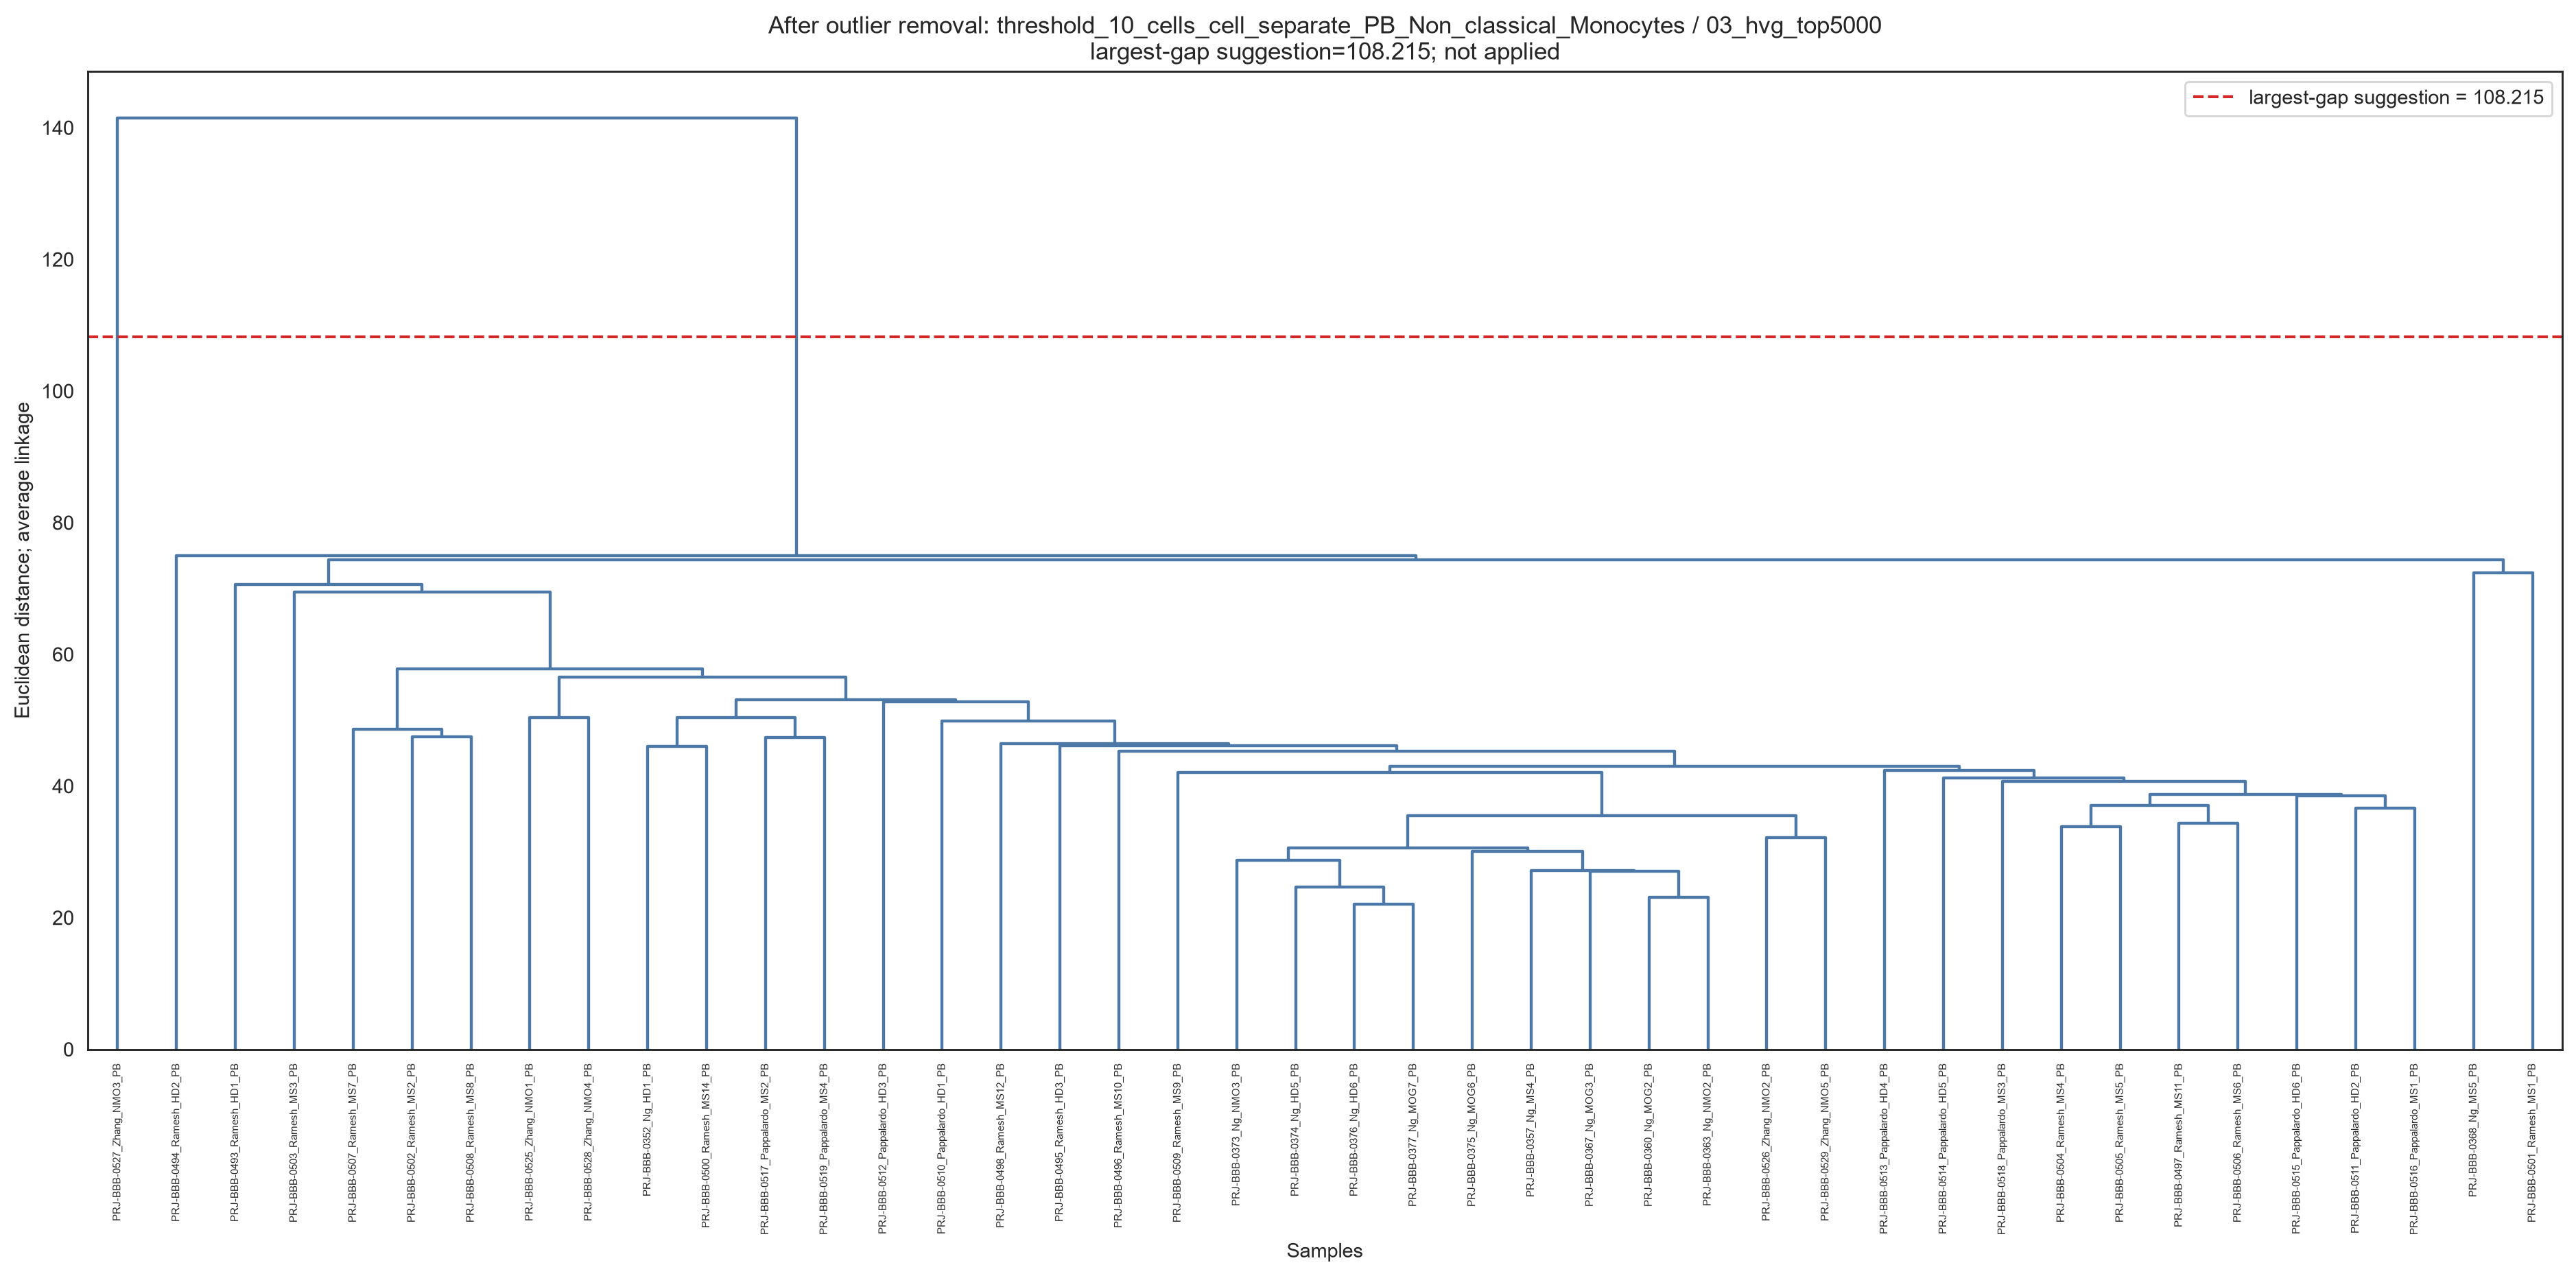 After outlier removal: threshold_10_cells_cell_separate_PB_Non_classical_Monocytes / 03_hvg_top5000
largest-gap suggestion=108.215; not applied
largest-gap suggestion = 108.215
Euclidean distance; average linkage
140
120
100
80
60
40
20
0
PRJ-BBB-0527_Zhang_NMO3_PB
PRJ-BBB-0494_Ramesh_HD2_PB
PRJ-BBB-0493_Ramesh_HD1_PB
PRJ-BBB-0503_Ramesh_MS3_PB
PRJ-BBB-0507_Ramesh_MS7_PB
PRJ-BBB-0502_Ramesh_MS2_PB
PRJ-BBB-0508_Ramesh_MS8_PB
PRJ-BBB-0525_Zhang_NMO1_PB
PRJ-BBB-0528_Zhang_NMO4_PB
PRJ-BBB-0352_Ng_HD1_PB
PRJ-BBB-0500_Ramesh_MS14_PB
PRJ-BBB-0517_Pappalardo_MS2_PB
PRJ-BBB-0519_Pappalardo_MS4_PB
PRJ-BBB-0512_Pappalardo_HD3_PB
PRJ-BBB-0510_Pappalardo_HD1_PB
PRJ-BBB-0498_Ramesh_MS12_PB
PRJ-BBB-0495_Ramesh_HD3_PB
PRJ-BBB-0496_Ramesh_MS10_PB
PRJ-BBB-0509_Ramesh_MS9_PB
PRJ-BBB-0373_Ng_NMO3_PB
PRJ-BBB-0374_Ng_HD5_PB
PRJ-BBB-0376_Ng_HD6_PB
PRJ-BBB-0377_Ng_MOG7_PB
PRJ-BBB-0375_Ng_MOG6_PB
PRJ-BBB-0357_Ng_MS4_PB
PRJ-BBB-0367_Ng_MOG3_PB
PRJ-BBB-0360_Ng_MOG2_PB
PRJ-BBB-0363_Ng_NMO2_PB
PRJ-BBB-0526_Zhang_NMO2_PB
PRJ-BBB-0529_Zhang_NMO5_PB
PRJ-BBB-0513_Pappalardo_HD4_PB
PRJ-BBB-0514_Pappalardo_HD5_PB
PRJ-BBB-0518_Pappalardo_MS3_PB
PRJ-BBB-0504_Ramesh_MS4_PB
PRJ-BBB-0505_Ramesh_MS5_PB
PRJ-BBB-0497_Ramesh_MS11_PB
PRJ-BBB-0506_Ramesh_MS6_PB
PRJ-BBB-0515_Pappalardo_HD6_PB
PRJ-BBB-0511_Pappalardo_HD2_PB
PRJ-BBB-0516_Pappalardo_MS1_PB
PRJ-BBB-0368_Ng_MS5_PB
PRJ-BBB-0501_Ramesh_MS1_PB
Samples